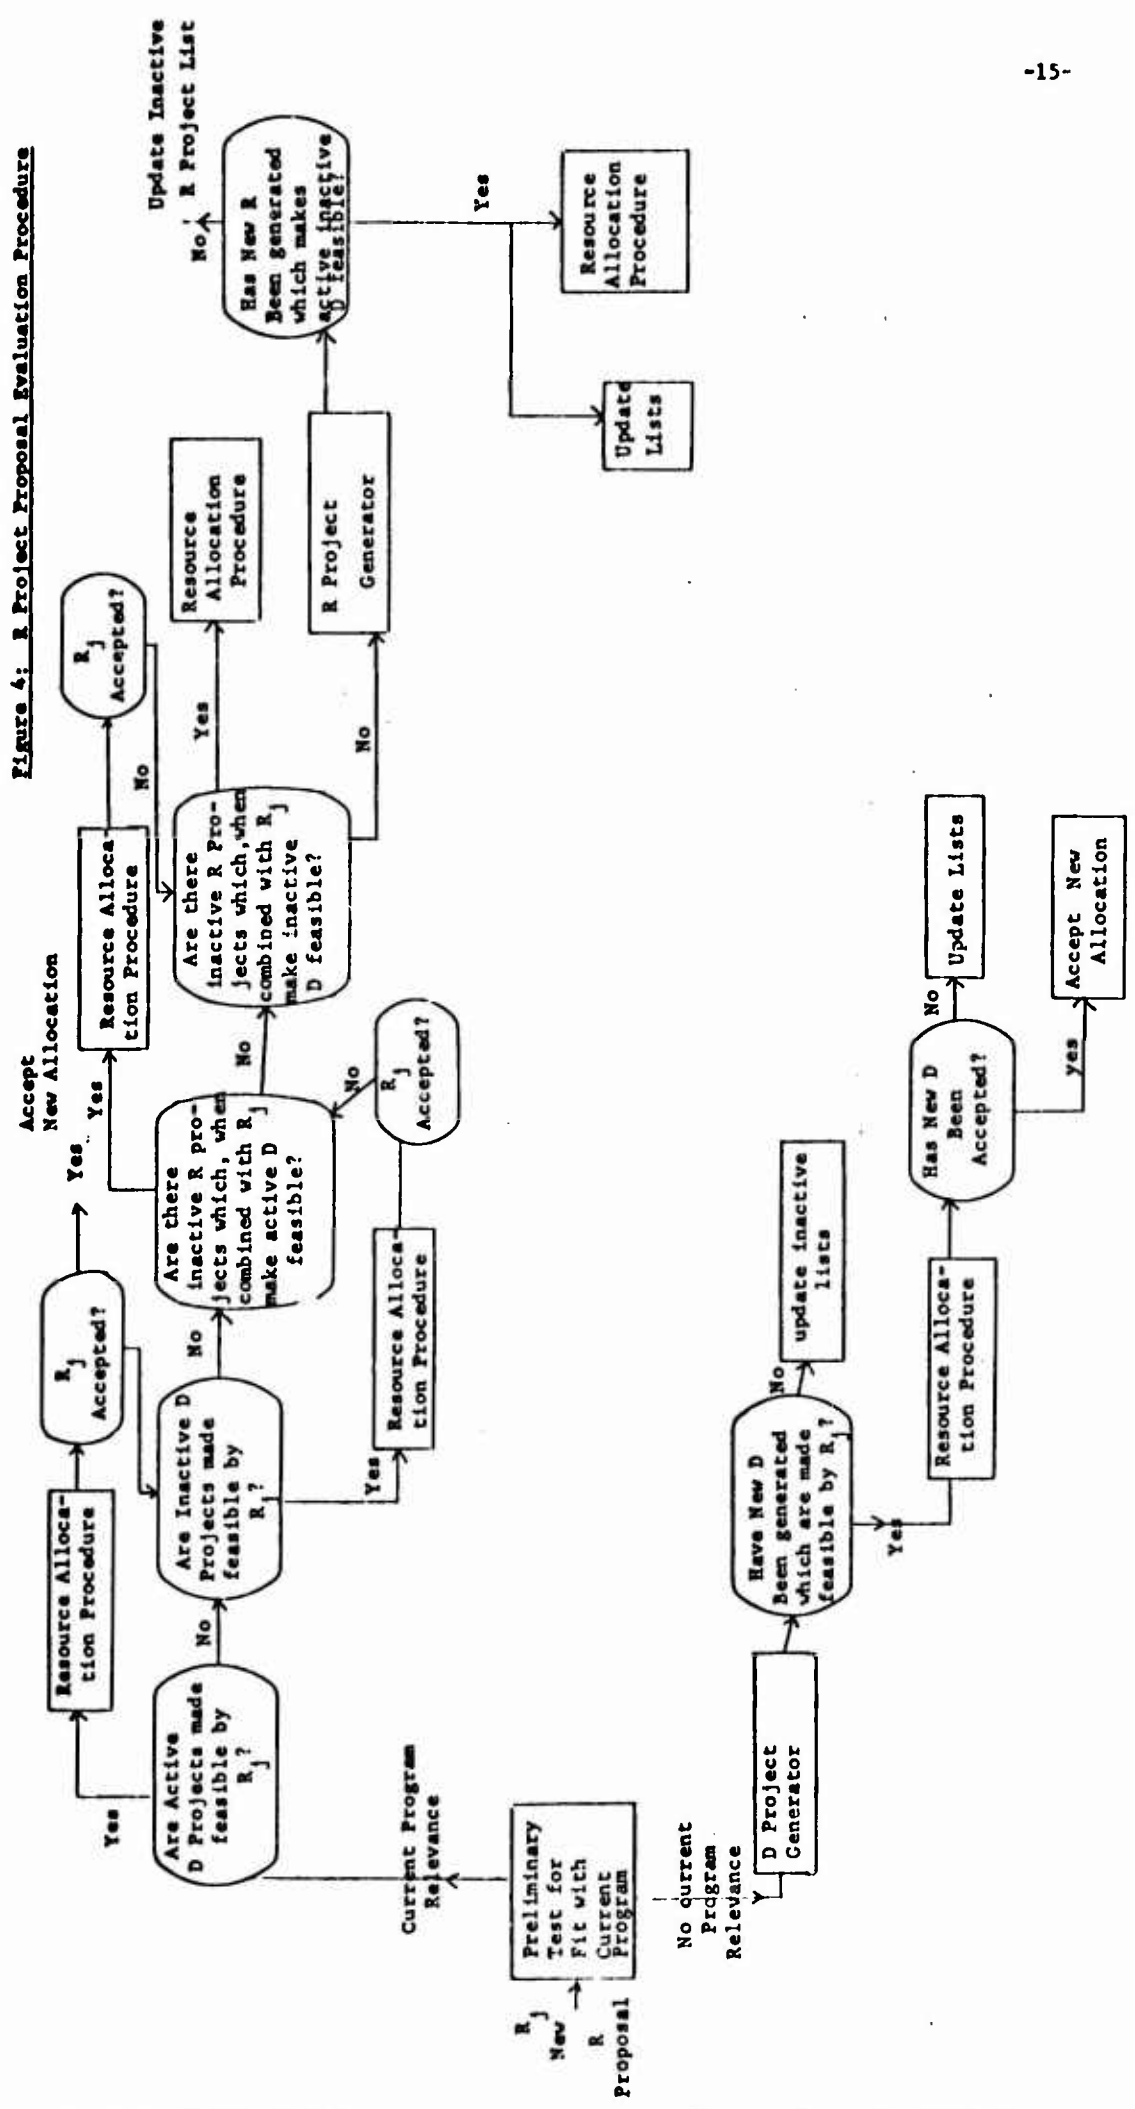 Figure 4: R Project Proposal Evaluation Procedure
R
j
New
R
Proposal
Preliminary
Test for
Fit with
Current
Program
Current Program
Relevance
Are Active
D Projects made
feasible by
R
j
?
Yes
Resource Alloca-
tion Procedure
R
j
Accepted?
Yes
Accept
New Allocation
No
Are Inactive D
Projects made
feasible by
R
j
?
Yes
Resource Alloca-
tion Procedure
R
j
Accepted?
No
No
Are there
inactive R pro-
jects which, when
combined with R
j
make active D
feasible?
Yes
Resource Alloca-
tion Procedure
R
j
Accepted?
No
No
Are there
inactive R Pro-
jects which,when
combined with R
j
make inactive
D feasible?
Yes
Resource
Allocation
Procedure
No
R Project
Generator
Has New R
Been generated
which makes
active inactive
D feasible?
No
Update Inactive
R Project List
Yes
Resource
Allocation
Procedure
Update
Lists
No current
Program
Relevance
D Project
Generator
Have New D
Been generated
which are made
feasible by R
j
?
No
update inactive
lists
Yes
Resource Alloca-
tion Procedure
Has New D
Been
Accepted?
No
Update Lists
yes
Accept New
Allocation
-15-